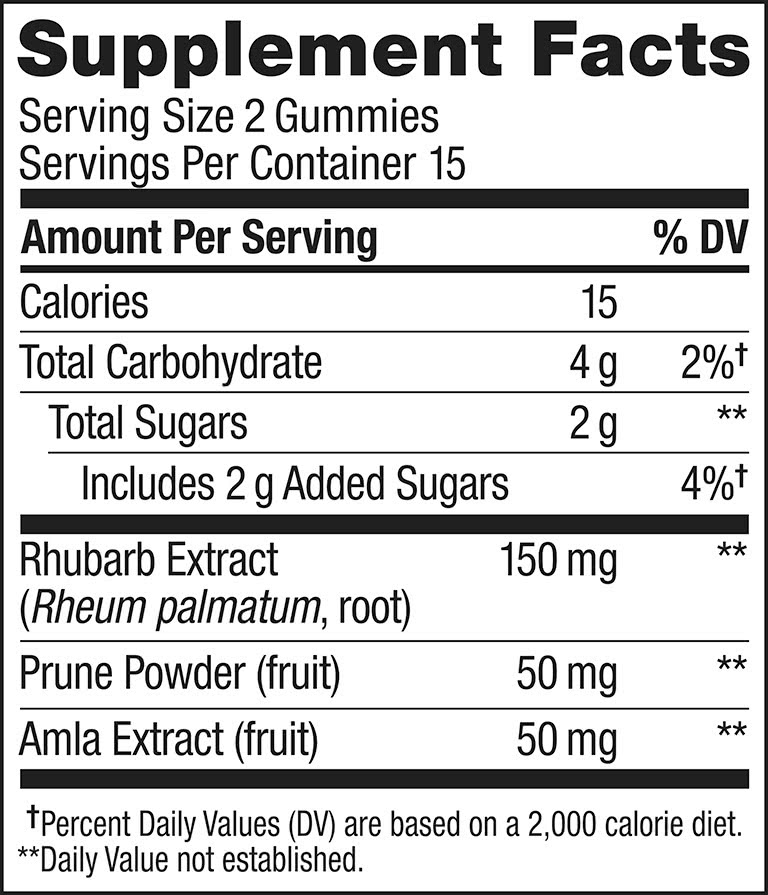 Supplement Facts
Serving Size 2 Gummies
Servings Per Container 15
Amount Per Serving % DV
Calories 15
Total Carbohydrate 4 g 2%†
Total Sugars 2 g **
Includes 2 g Added Sugars 4%†
Rhubarb Extract 150 mg **
(Rheum palmatum, root)
Prune Powder (fruit) 50 mg **
Amla Extract (fruit) 50 mg **
†Percent Daily Values (DV) are based on a 2,000 calorie diet.
**Daily Value not established.